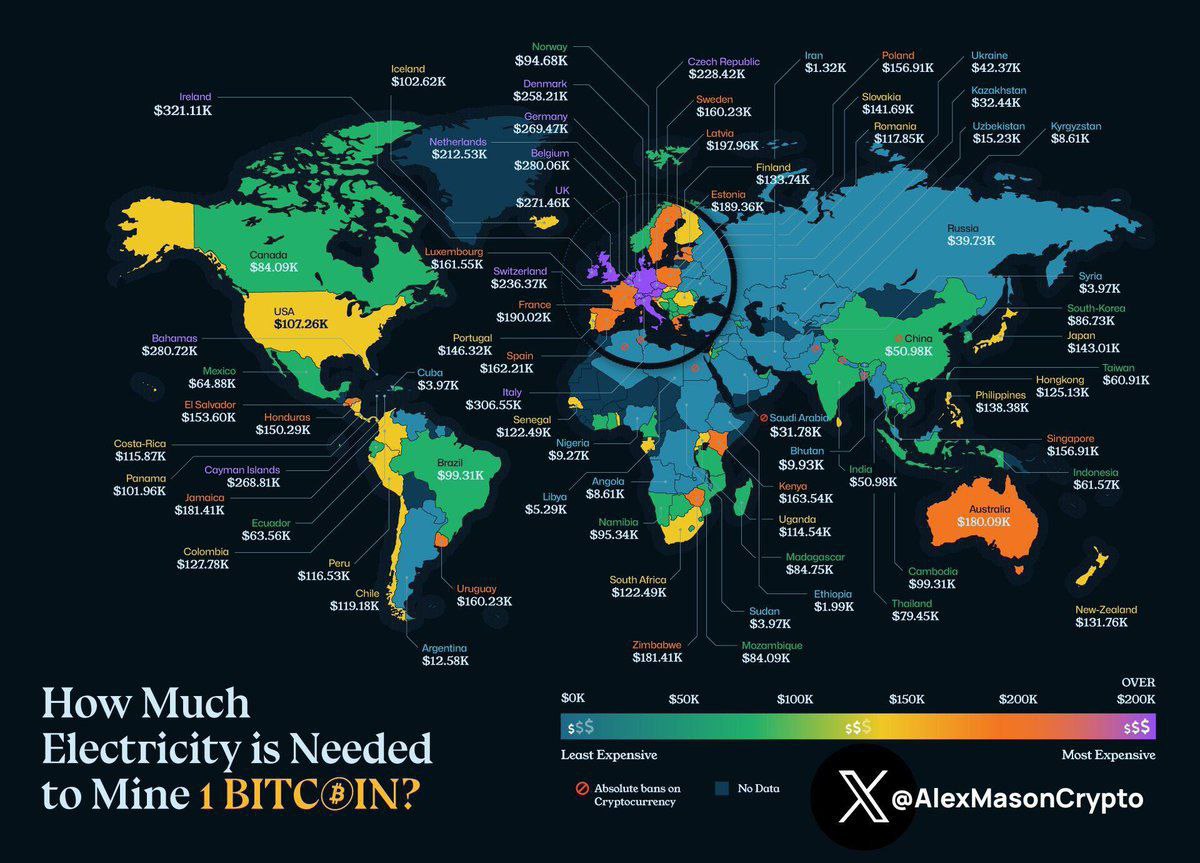 Norway
$94.68K
Denmark
$258.21K
Germany
$269.47K
Netherlands
$212.53K
Belgium
$280.06K
UK
$271.46K
Iceland
$102.62K
Ireland
$321.11K
Czech Republic
$228.42K
Sweden
$160.23K
Latvia
$197.96K
Finland
$133.74K
Estonia
$189.36K
Iran
$1.32K
Poland
$156.91K
Slovakia
$141.69K
Romania
$117.85K
Ukraine
$42.37K
Kazakhstan
$32.44K
Uzbekistan
$15.23K
Kyrgyzstan
$8.61K
Russia
$39.73K
Canada
$84.09K
USA
$107.26K
Luxembourg
$161.55K
Switzerland
$236.37K
France
$190.02K
Portugal
$146.32K
Spain
$162.21K
Italy
$306.55K
Senegal
$122.49K
Syria
$3.97K
South-Korea
$86.73K
Japan
$143.01K
China
$50.98K
Taiwan
$60.91K
Hongkong
$125.13K
Philippines
$138.38K
Singapore
$156.91K
Indonesia
$61.57K
Bahamas
$280.72K
Mexico
$64.88K
Cuba
$3.97K
El Salvador
$153.60K
Honduras
$150.29K
Costa-Rica
$115.87K
Panama
$101.96K
Cayman Islands
$268.81K
Jamaica
$181.41K
Ecuador
$63.56K
Colombia
$127.78K
Brazil
$99.31K
Peru
$116.53K
Chile
$119.18K
Uruguay
$160.23K
Argentina
$12.58K
Nigeria
$9.27K
Libya
$5.29K
Angola
$8.61K
Namibia
$95.34K
South Africa
$122.49K
Zimbabwe
$181.41K
Saudi Arabia
$31.78K
Bhutan
$9.93K
India
$50.98K
Kenya
$163.54K
Uganda
$114.54K
Madagascar
$84.75K
Ethiopia
$1.99K
Sudan
$3.97K
Mozambique
$84.09K
Cambodia
$99.31K
Thailand
$79.45K
Australia
$180.09K
New-Zealand
$131.76K
How Much
Electricity is Needed
to Mine 1 BITCOIN?
OVER
$0K $50K $100K $150K $200K $200K
$$$ $$$ $$$
Least Expensive Most Expensive
Absolute bans on
Cryptocurrency
No Data
X @AlexMasonCrypto